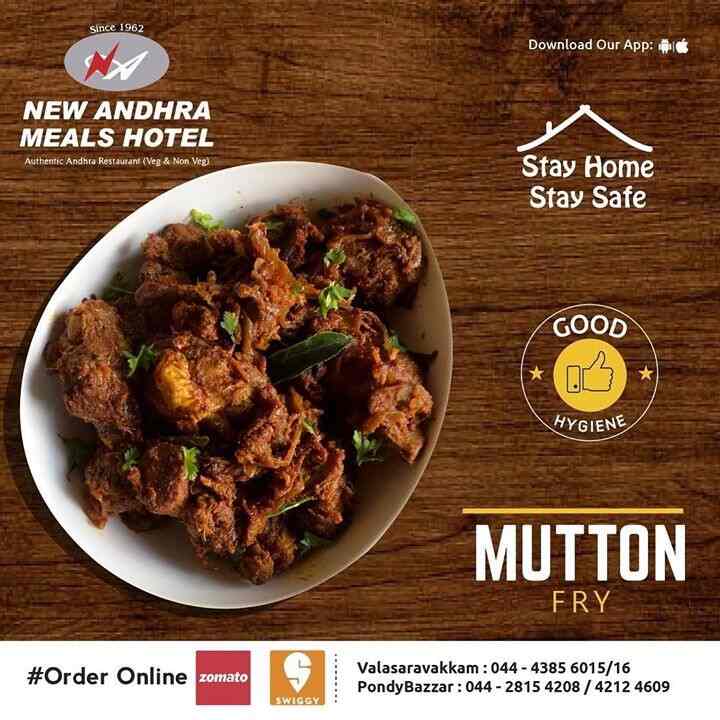 Since 1962
NA
NEW ANDHRA
MEALS HOTEL
Authentic Andhra Restaurant (Veg & Non Veg)
Download Our App:
Stay Home
Stay Safe
GOOD
HYGIENE
MUTTON
FRY
#Order Online
zomato
SWIGGY
Valasaravakkam : 044 - 4385 6015/16
PondyBazzar : 044 - 2815 4208 / 4212 4609